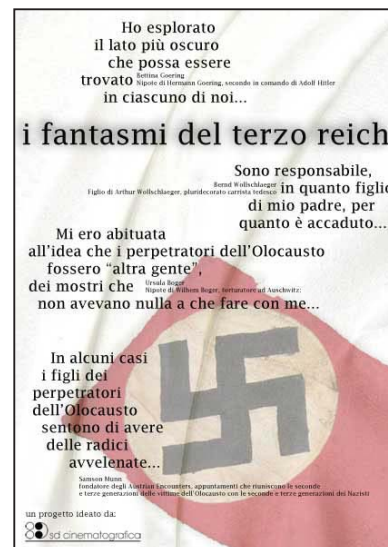 Ho esplorato
il lato più oscuro
che possa essere
trovato
Bettina Goering
Nipote di Hermann Goering, secondo in comando di Adolf Hitler
in ciascuno di noi...
i fantasmi del terzo reich
Sono responsabile,
Bernd Wollschlaeger
Figlio di Arthur Wollschlaeger, pluridecorato carrista tedesco
in quanto figlio
di mio padre, per
quanto è accaduto...
Mi ero abituata
all'idea che i perpetratori dell'Olocausto
fossero "altra gente",
dei mostri che
Ursula Boger
Nipote di Wilhem Boger, torturatore ad Auschwitz:
non avevano nulla a che fare con me...
In alcuni casi
i figli dei
perpetratori
dell'Olocausto
sentono di avere
delle radici
avvelenate...
Samson Munn
fondatore degli Austrian Encounters, appuntamenti che riuniscono le seconde
e terze generazioni delle vittime dell'Olocausto con le seconde e terze generazioni dei Nazisti
un progetto ideato da:
sd cinematografica